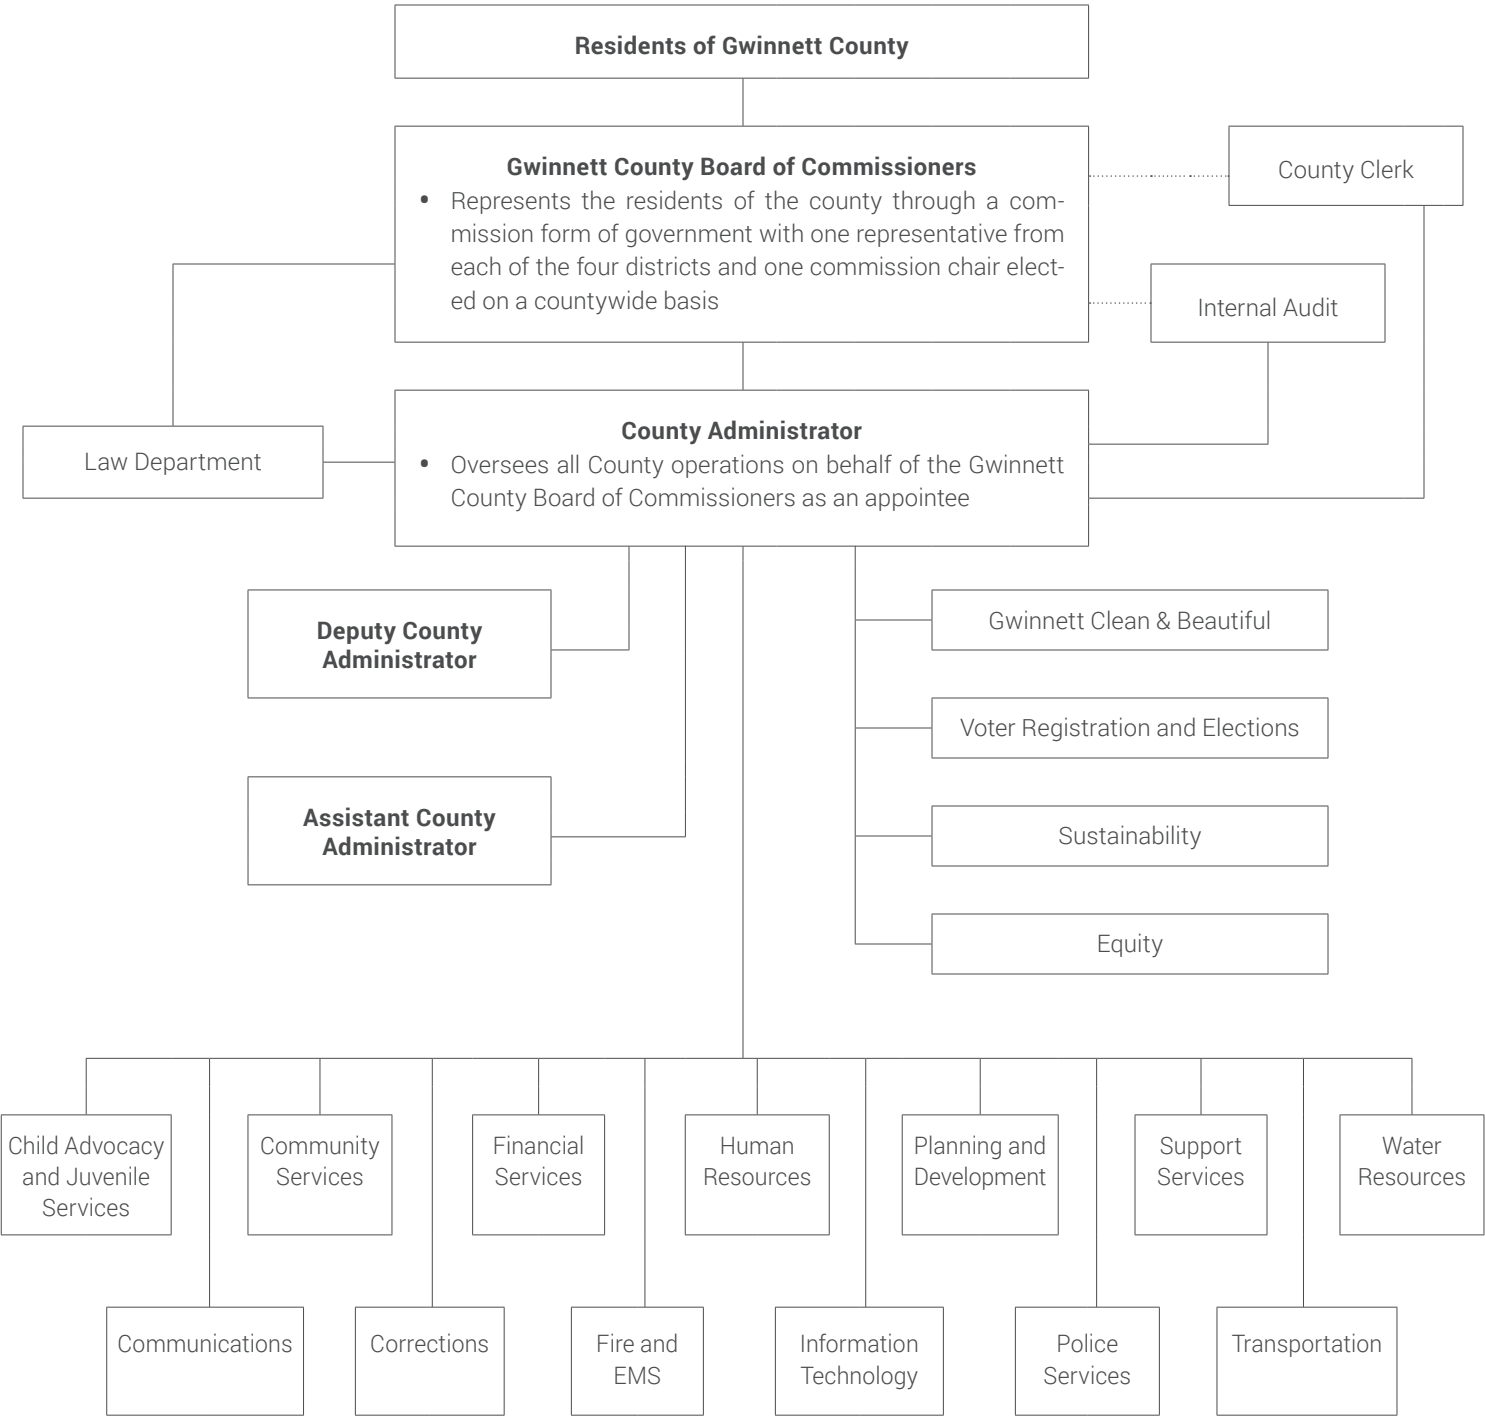 Residents of Gwinnett County
Gwinnett County Board of Commissioners
• Represents the residents of the county through a com-
mission form of government with one representative from
each of the four districts and one commission chair elect-
ed on a countywide basis
County Clerk
Internal Audit
Law Department
County Administrator
• Oversees all County operations on behalf of the Gwinnett
County Board of Commissioners as an appointee
Deputy County
Administrator
Assistant County
Administrator
Gwinnett Clean & Beautiful
Voter Registration and Elections
Sustainability
Equity
Child Advocacy
and Juvenile
Services
Community
Services
Financial
Services
Human
Resources
Planning and
Development
Support
Services
Water
Resources
Communications
Corrections
Fire and
EMS
Information
Technology
Police
Services
Transportation